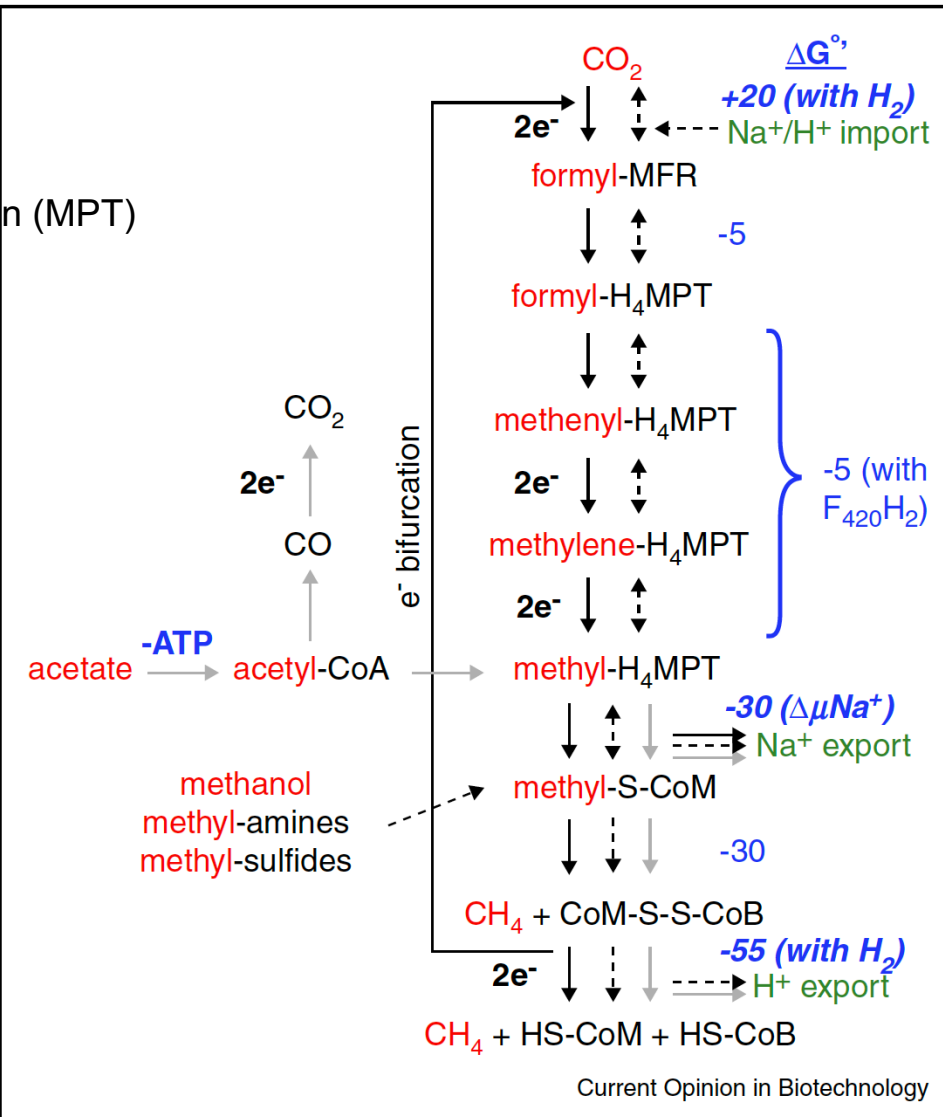 ΔG°’
CO₂
+20 (with H₂)
2e⁻
Na⁺/H⁺ import
formyl-MFR
n (MPT)
-5
formyl-H₄MPT
CO₂
methenyl-H₄MPT
2e⁻
2e⁻
-5 (with
F₄₂₀H₂)
e⁻ bifurcation
CO
methylene-H₄MPT
2e⁻
-ATP
acetate
acetyl-CoA
methyl-H₄MPT
-30 (ΔμNa⁺)
Na⁺ export
methanol
methyl-amines
methyl-sulfides
methyl-S-CoM
-30
CH₄ + CoM-S-S-CoB
-55 (with H₂)
2e⁻
H⁺ export
CH₄ + HS-CoM + HS-CoB
Current Opinion in Biotechnology